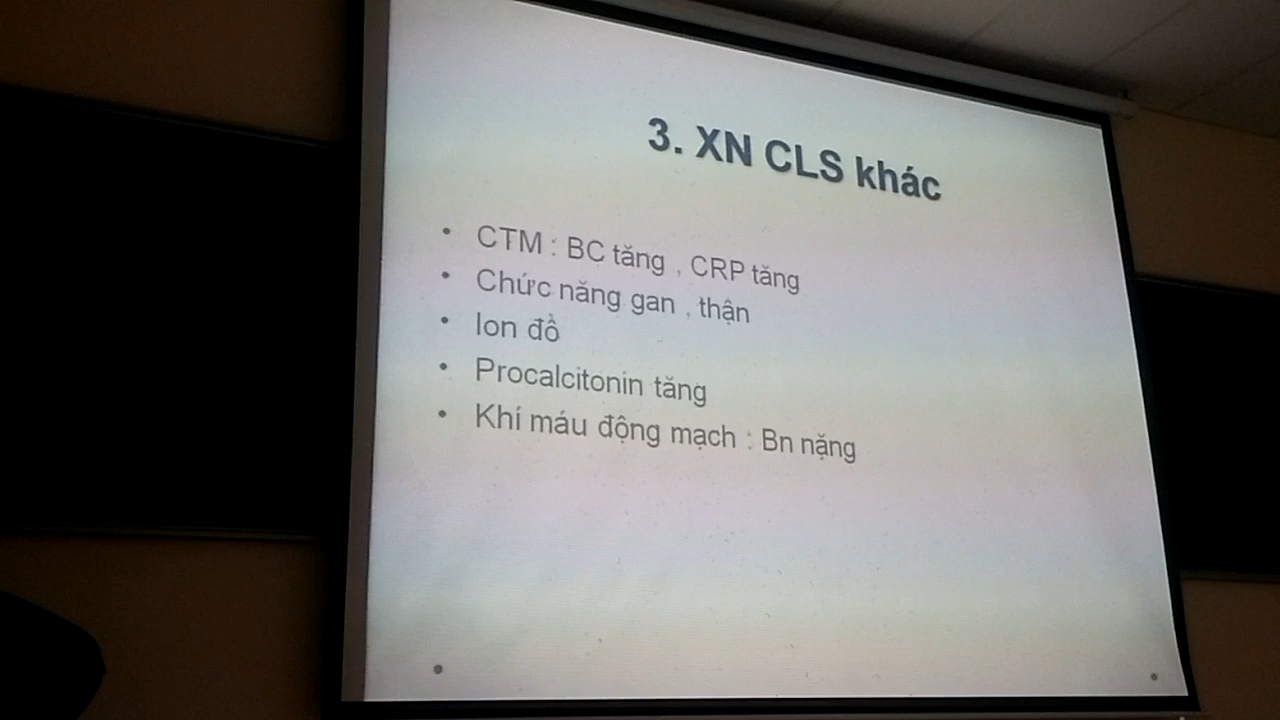 3. XN CLS khác
• CTM : BC tăng , CRP tăng
• Chức năng gan , thận
• Ion đồ
• Procalcitonin tăng
• Khí máu động mạch : Bn nặng